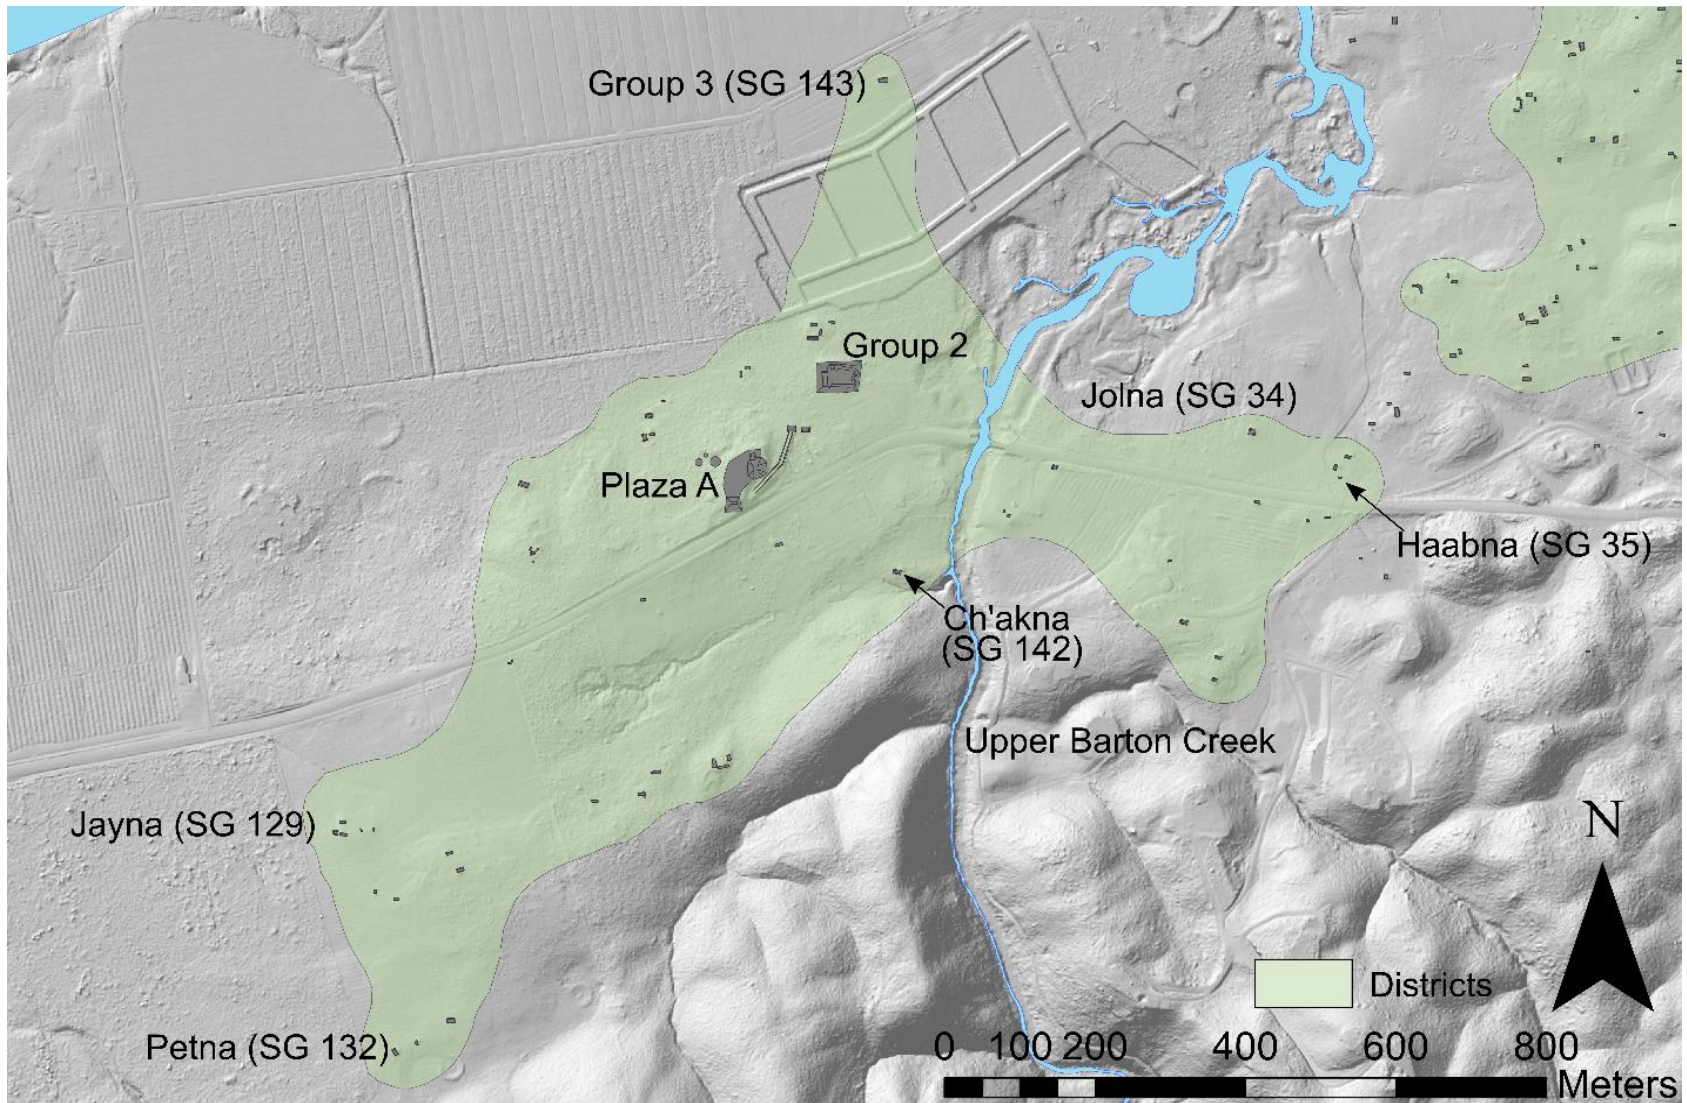 Group 3 (SG 143)
Group 2
Jolna (SG 34)
Plaza A
Haabna (SG 35)
Ch'akna
(SG 142)
Upper Barton Creek
Jayna (SG 129)
N
Districts
Petna (SG 132)
0 100 200 400 600 800
Meters